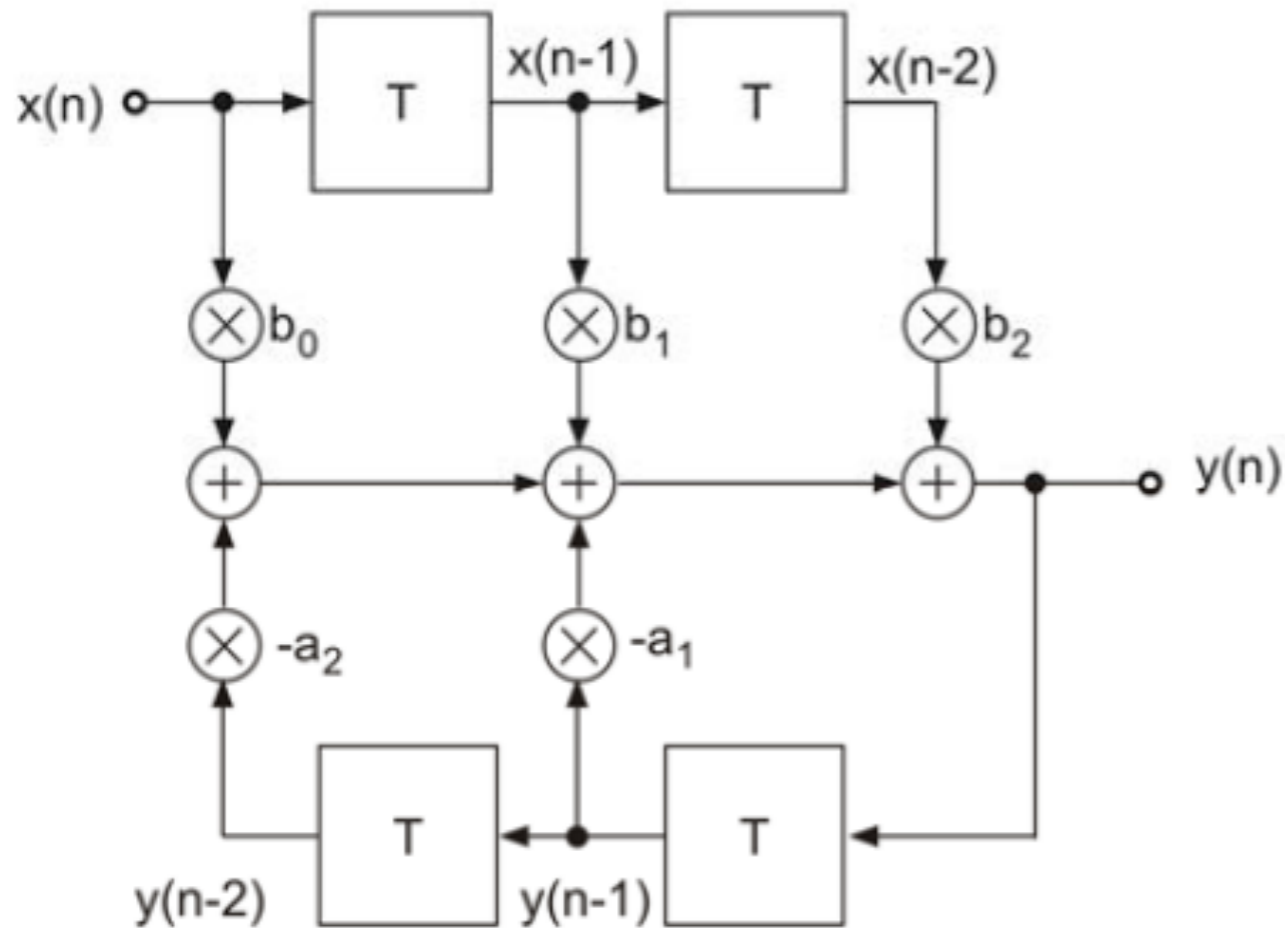 x(n)
T
x(n-1)
T
x(n-2)
b₀
b₁
b₂
+
+
+
y(n)
-a₂
-a₁
T
T
y(n-2)
y(n-1)